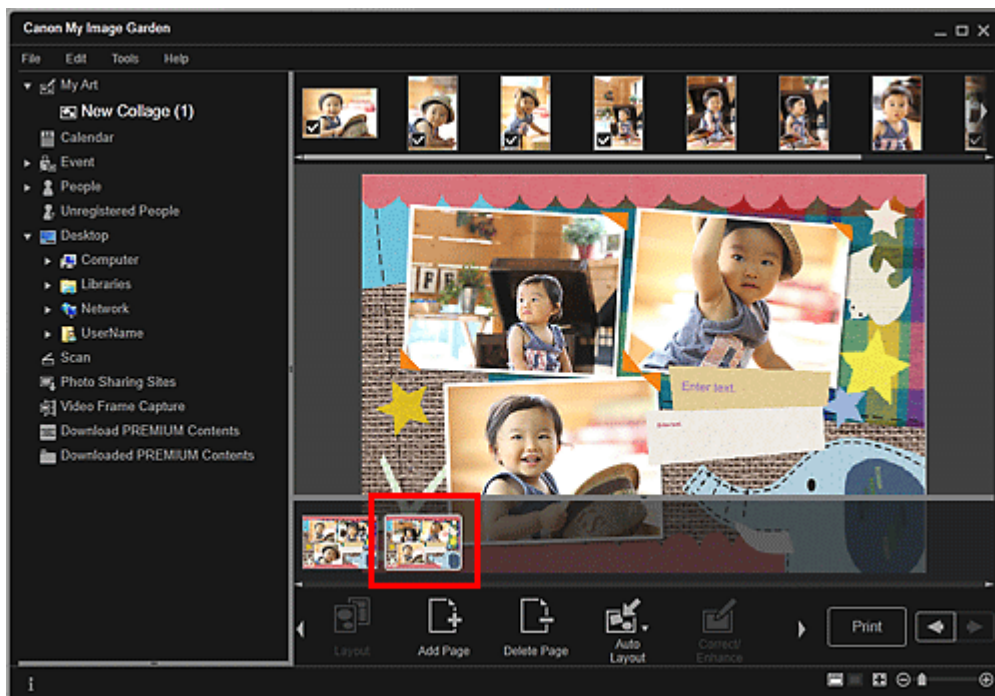 Canon My Image Garden
File Edit Tools Help
My Art
New Collage (1)
Calendar
Event
People
Unregistered People
Desktop
Computer
Libraries
Network
UserName
Scan
Photo Sharing Sites
Video Frame Capture
Download PREMIUM Contents
Downloaded PREMIUM Contents
Enter text.
Enter text.
Layout
Add Page
Delete Page
Auto
Layout
Correct/
Enhance
Print